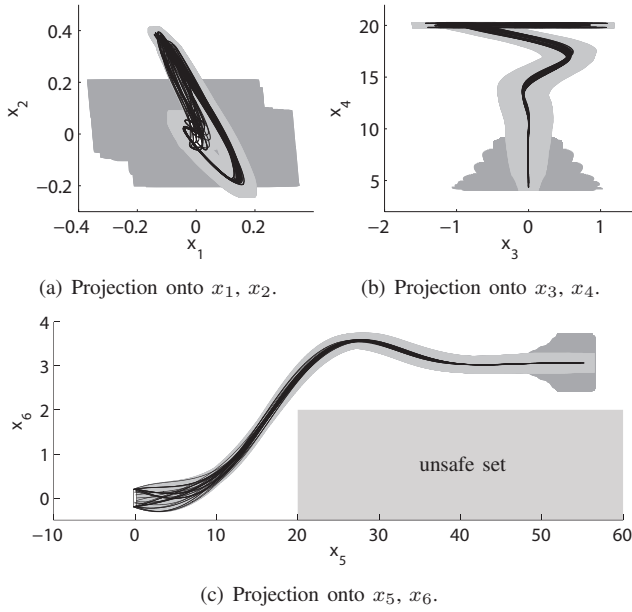 0.4
0.2
0
−0.2
x₂
−0.4 −0.2 0 0.2
x₁
(a) Projection onto x₁, x₂.
20
15
10
5
x₄
−2 −1 0 1
x₃
(b) Projection onto x₃, x₄.
4
3
2
1
0
x₆
unsafe set
−10 0 10 20 30 40 50 60
x₅
(c) Projection onto x₅, x₆.